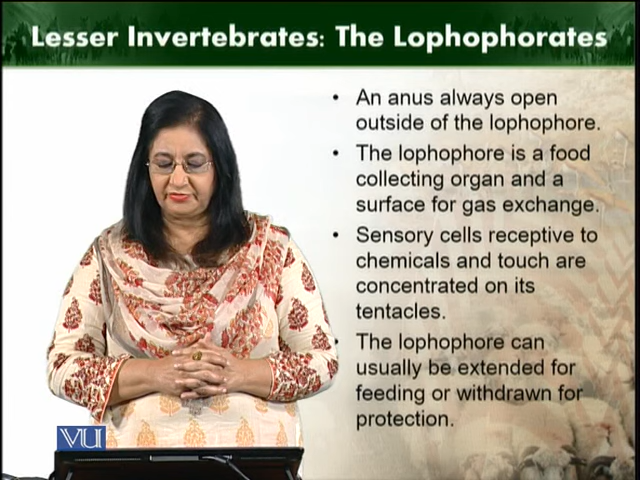 Lesser Invertebrates: The Lophophorates
• An anus always open
outside of the lophophore.
• The lophophore is a food
collecting organ and a
surface for gas exchange.
• Sensory cells receptive to
chemicals and touch are
concentrated on its
tentacles.
• The lophophore can
usually be extended for
feeding or withdrawn for
protection.
VU